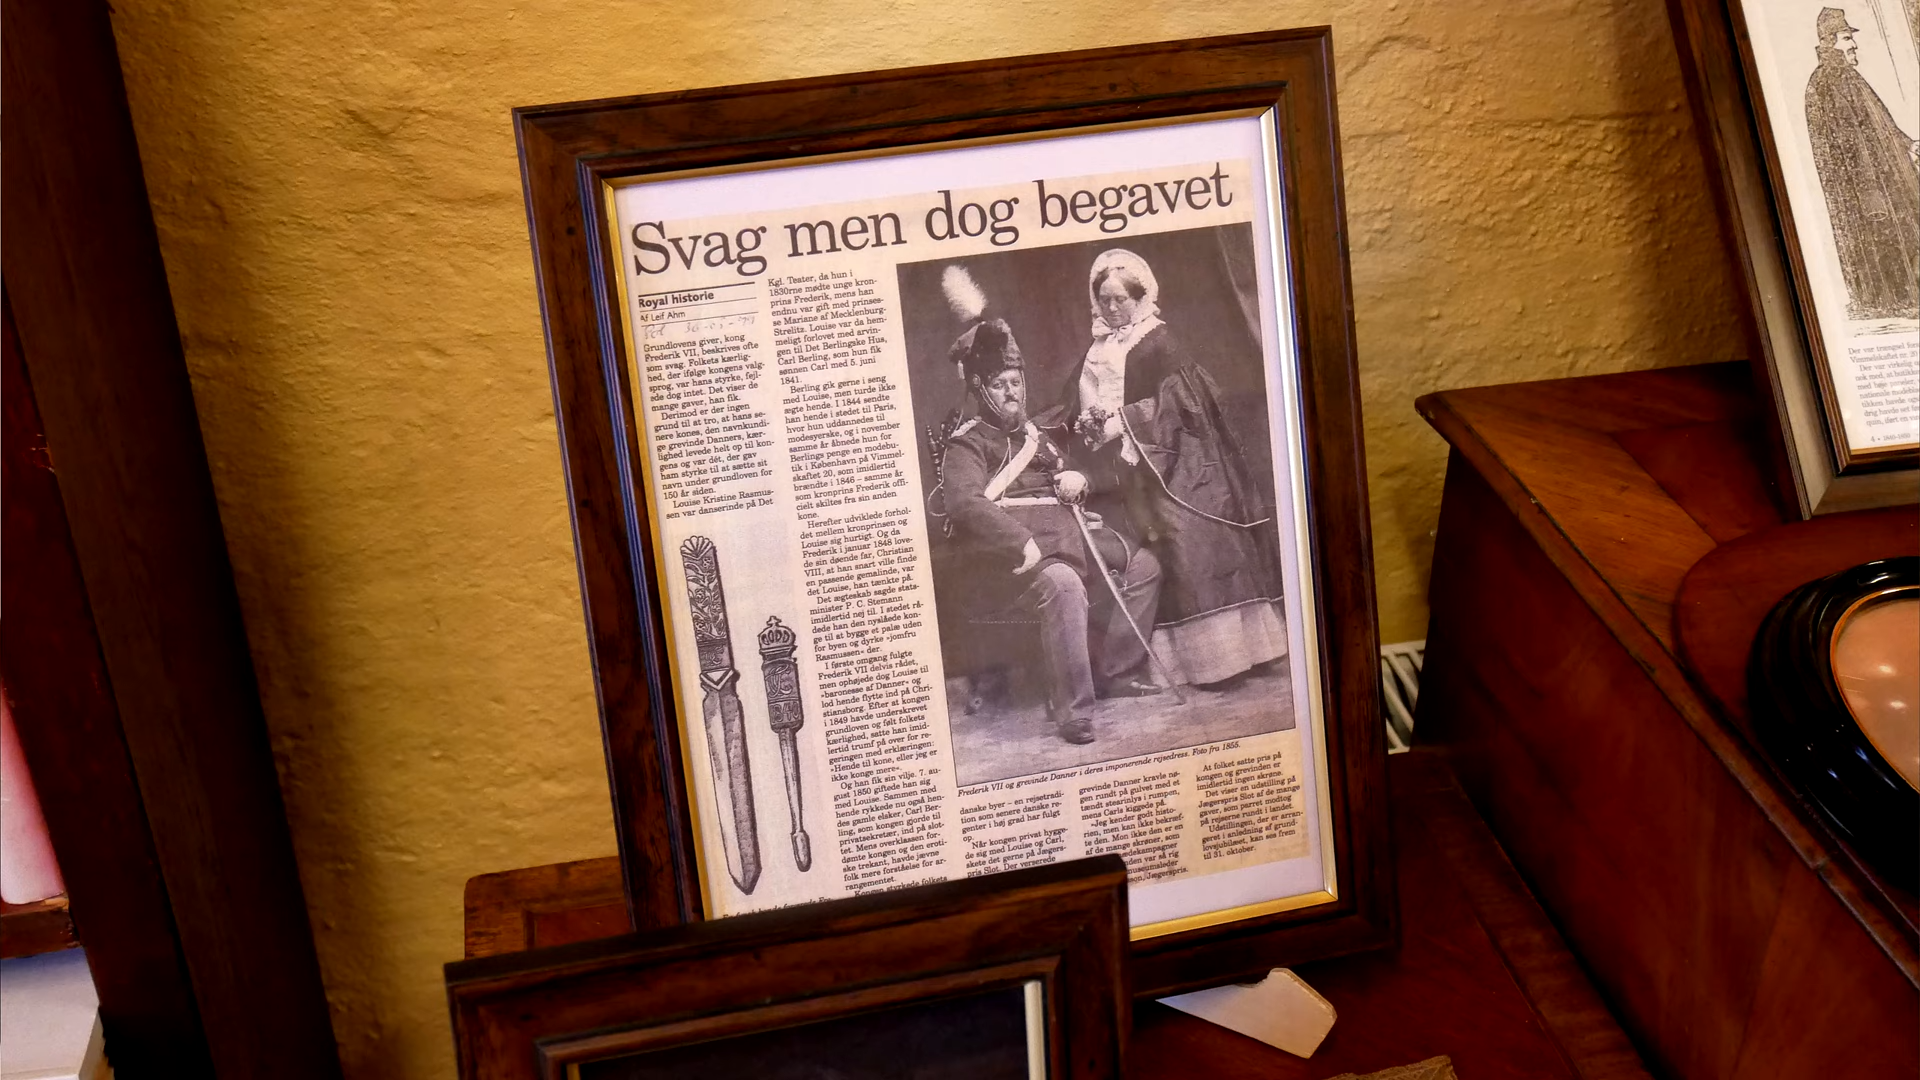 Svag men dog begavet
Royal historie
Af Leif Ahm
Grundlovens giver, kong
Frederik VII, beskrives ofte
som svag. Folkets kærlig-
hed, der ifølge kongens valg-
sprog, var hans styrke, fejl-
ede dog intet. Det viser de
mange gaver, han fik.
Derimod er der ingen
grund til at tro, at hans se-
nere kones, den navnkundi-
ge grevinde Danners, kær-
lighed levede helt op til kon-
gens og var dét, der gav
ham styrke til at sætte sit
navn under grundloven for
150 år siden.
Louise Kristine Rasmus-
sen var danserinde på Det
Kgl. Teater, da hun i
1830rne mødte unge kron-
prins Frederik, mens han
endnu var gift med prinses-
se Mariane af Mecklenburg-
Strelitz. Louise var da hem-
meligt forlovet med arvin-
gen til Det Berlingske Hus,
Carl Berling, som hun fik
sønnen Carl med 5. juni
1841.
Berling gik gerne i seng
med Louise, men turde ikke
ægte hende. I 1844 sendte
han hende i stedet til Paris,
hvor hun uddannedes til
modesyerske, og i november
samme år åbnede hun for
Berlings penge en modebu-
tik i København på Vimmel-
skaftet 20, som imidlertid
brændte i 1846 – samme år
som kronprins Frederik offi-
cielt skiltes fra sin anden
kone.
Herefter udviklede forhol-
det mellem kronprinsen og
Louise sig hurtigt. Og da
Frederik i januar 1848 love-
de sin døende far, Christian
VIII, at han snart ville finde
en passende gemalinde, var
det Louise, han tænkte på.
Det ægteskab sagde stats-
minister P. C. Stemann
imidlertid nej til. I stedet rå-
dede han den nyslåede kon-
ge til at bygge et palæ uden
for byen og dyrke »jomfru
Rasmussen« der.
I første omgang fulgte
Frederik VII delvis rådet,
men ophøjede dog Louise til
»baronesse af Danner« og
lod hende flytte ind på Chri-
stiansborg. Efter at kongen
i 1849 havde underskrevet
grundloven og følt folkets
kærlighed, satte han imid-
lertid trumf på over for re-
geringen med erklæringen:
»Hende til kone, eller jeg er
ikke konge mere«.
Og han fik sin vilje. 7. au-
gust 1850 giftede han sig
med Louise. Sammen med
hende rykkede nu også hen-
des gamle elsker, Carl Ber-
ling, som kongen gjorde til
privatsekretær, ind på slot-
tet. Mens overklassen for-
dømte kongen og den eroti-
ske trekant, havde jævne
folk mere forståelse for ar-
rangementet.
Kongen styrkede folkets
Frederik VII og grevinde Danner i deres imponerende rejsedress. Foto fra 1855.
danske byer – en rejsetradi-
tion som senere danske re-
genter i høj grad har fulgt
op.
Når kongen privat hygge-
de sig med Louise og Carl,
skete det gerne på Jægers-
pris Slot. Der verserede
grevinde Danner kravle nø-
gen rundt på gulvet med et
tændt stearinlys i rumpen,
mens Carls kiggede på.
»Jeg kender godt histo-
rien, men kan ikke bekræf-
te den. Mon ikke den er en
af de mange skrøner, som
den var så rig
museumsleder
Jægerspris.
At folket satte pris på
kongen og grevinden er
imidlertid ingen skrøne.
Det viser en udstilling på
Jægerspris Slot af de mange
gaver, som parret modtog
på rejserne rundt i landet.
Udstillingen, der er arran-
geret i anledning af grund-
lovsjubilæet, kan ses frem
til 31. oktober.
Der var trængsel
Vimmelskaftet nr. 20
Der var virkelig